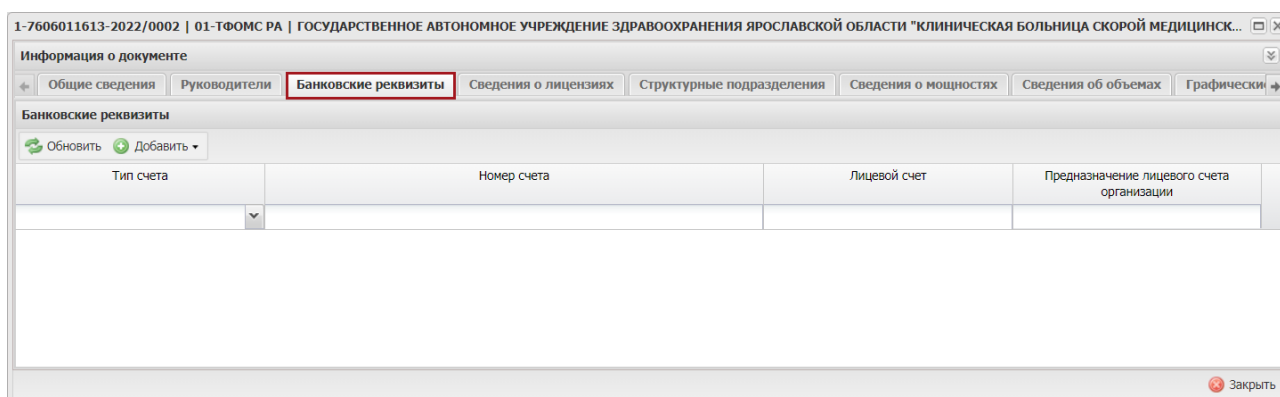 1-7606011613-2022/0002 | 01-ТФОМС РА | ГОСУДАРСТВЕННОЕ АВТОНОМНОЕ УЧРЕЖДЕНИЕ ЗДРАВООХРАНЕНИЯ ЯРОСЛАВСКОЙ ОБЛАСТИ "КЛИНИЧЕСКАЯ БОЛЬНИЦА СКОРОЙ МЕДИЦИНСК...
Информация о документе
Общие сведения Руководители Банковские реквизиты Сведения о лицензиях Структурные подразделения Сведения о мощностях Сведения об объемах Графически
Банковские реквизиты
Обновить Добавить
Тип счета Номер счета Лицевой счет Предназначение лицевого счета
организации
Закрыть